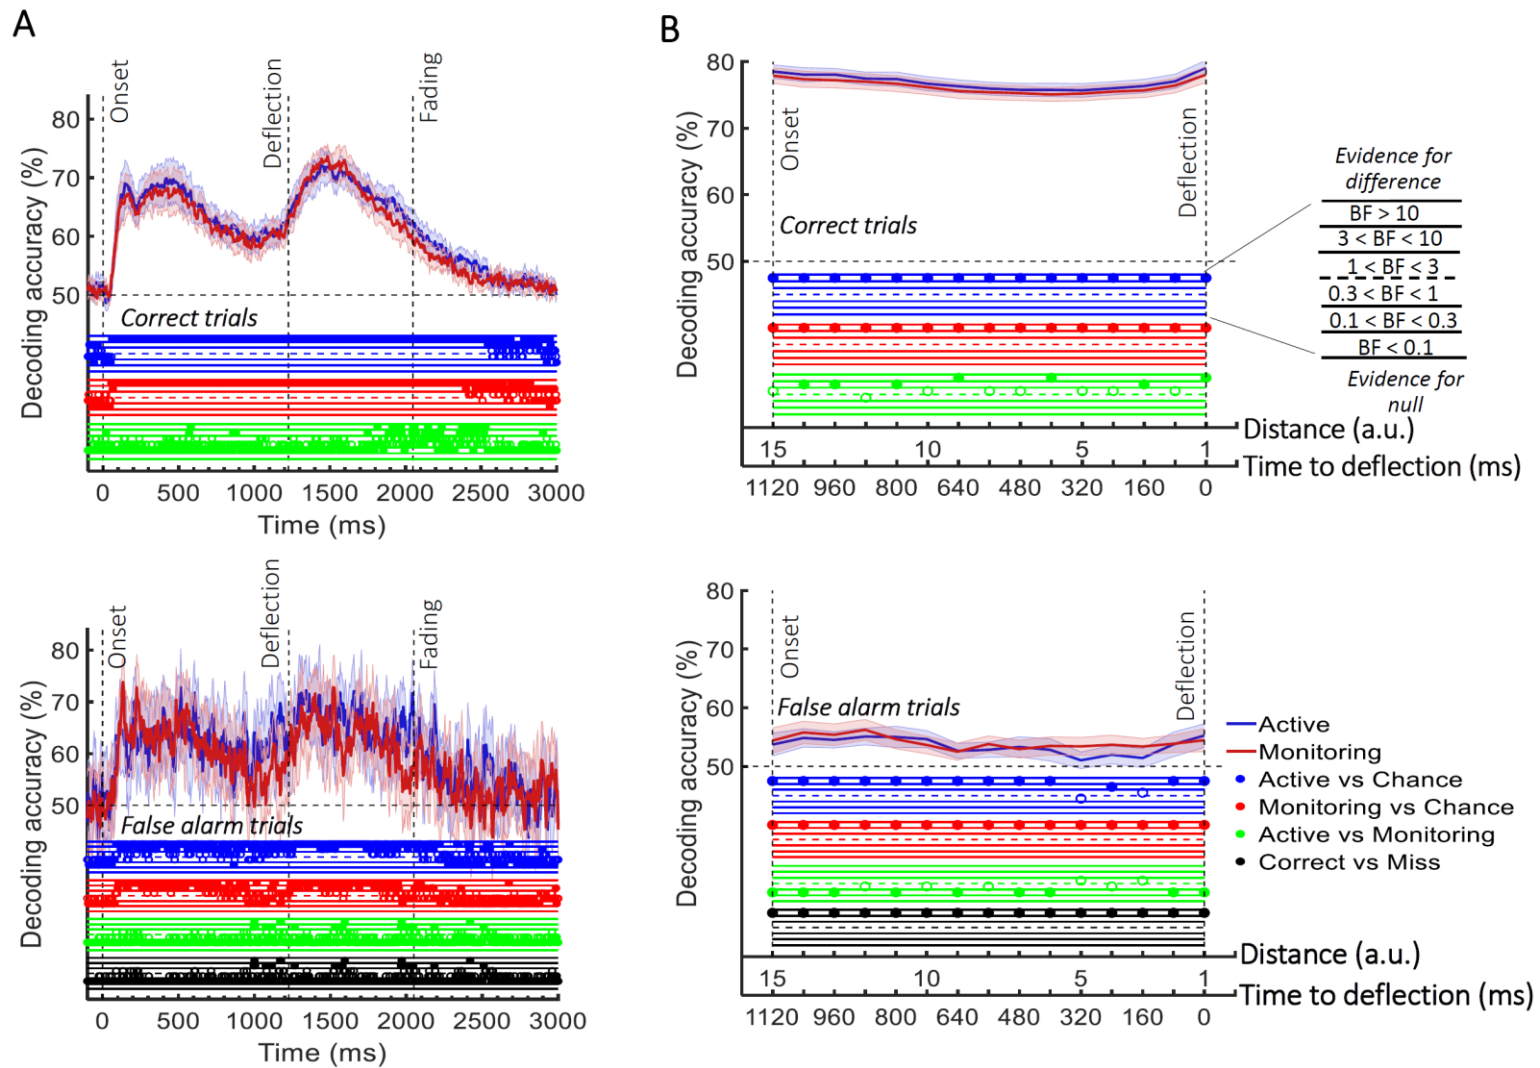 A
Onset
Deflection
Fading
80
70
60
50
Decoding accuracy (%)
Correct trials
0 500 1000 1500 2000 2500 3000
Time (ms)
B
80
70
60
50
Decoding accuracy (%)
Onset
Deflection
Correct trials
Evidence for
difference
BF > 10
3 < BF < 10
1 < BF < 3
0.3 < BF < 1
0.1 < BF < 0.3
BF < 0.1
Evidence for
null
Distance (a.u.)
15 10 5 1
Time to deflection (ms)
1120 960 800 640 480 320 160 0
Onset
Deflection
Fading
80
70
60
50
Decoding accuracy (%)
False alarm trials
0 500 1000 1500 2000 2500 3000
Time (ms)
80
70
60
50
Decoding accuracy (%)
Onset
Deflection
False alarm trials
Active
Monitoring
Active vs Chance
Monitoring vs Chance
Active vs Monitoring
Correct vs Miss
Distance (a.u.)
15 10 5 1
Time to deflection (ms)
1120 960 800 640 480 320 160 0